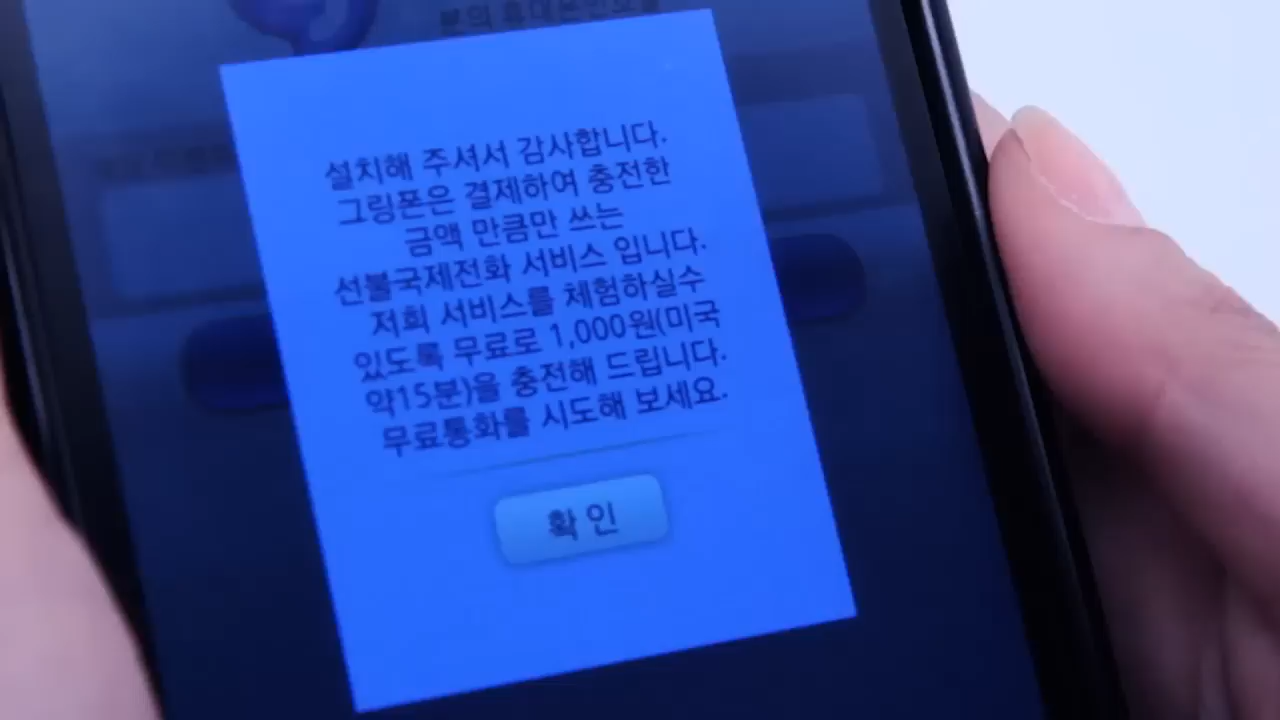 설치해 주셔서 감사합니다.
그링폰은 결제하여 충전한
금액 만큼만 쓰는
선불국제전화 서비스 입니다.
저희 서비스를 체험하실수
있도록 무료로 1,000원(미국
약15분)을 충전해 드립니다.
무료통화를 시도해 보세요.
확인